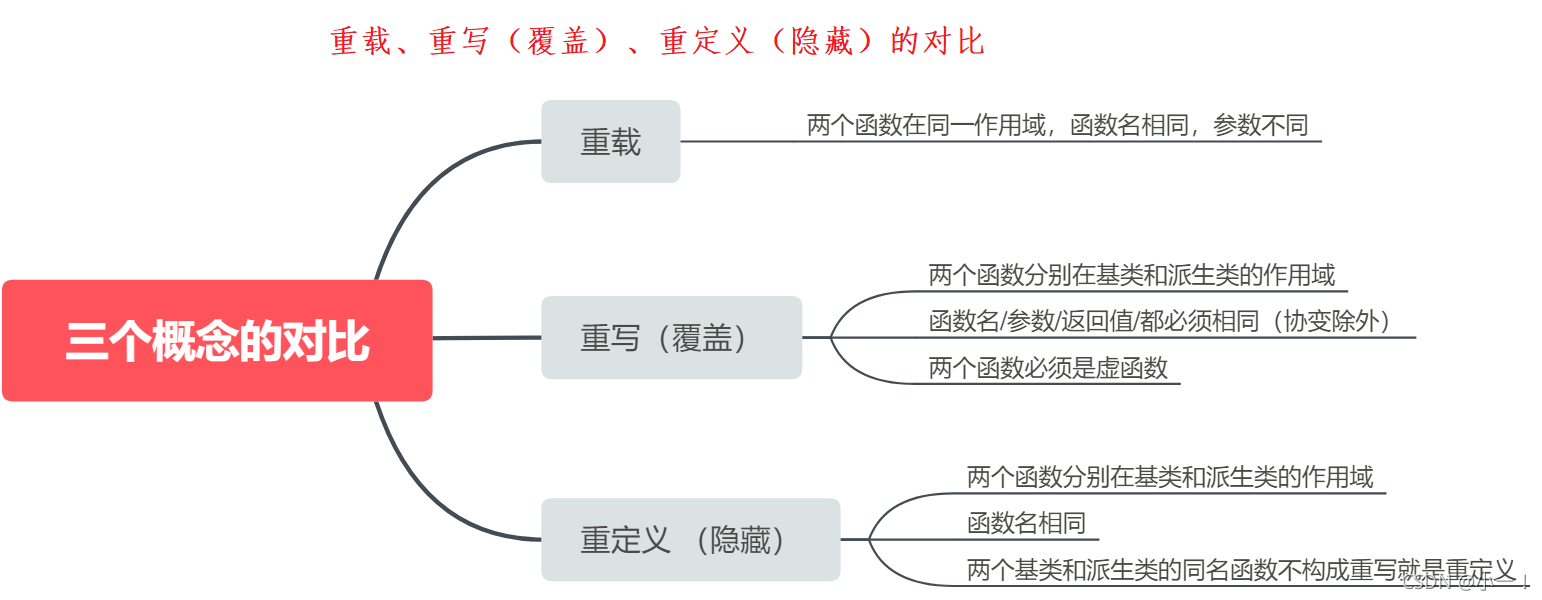 重载、重写（覆盖）、重定义（隐藏）的对比
三个概念的对比
重载
两个函数在同一作用域，函数名相同，参数不同
重写（覆盖）
两个函数分别在基类和派生类的作用域
函数名/参数/返回值/都必须相同（协变除外）
两个函数必须是虚函数
重定义 （隐藏）
两个函数分别在基类和派生类的作用域
函数名相同
两个基类和派生类的同名函数不构成重写就是重定义
CSDN @小一